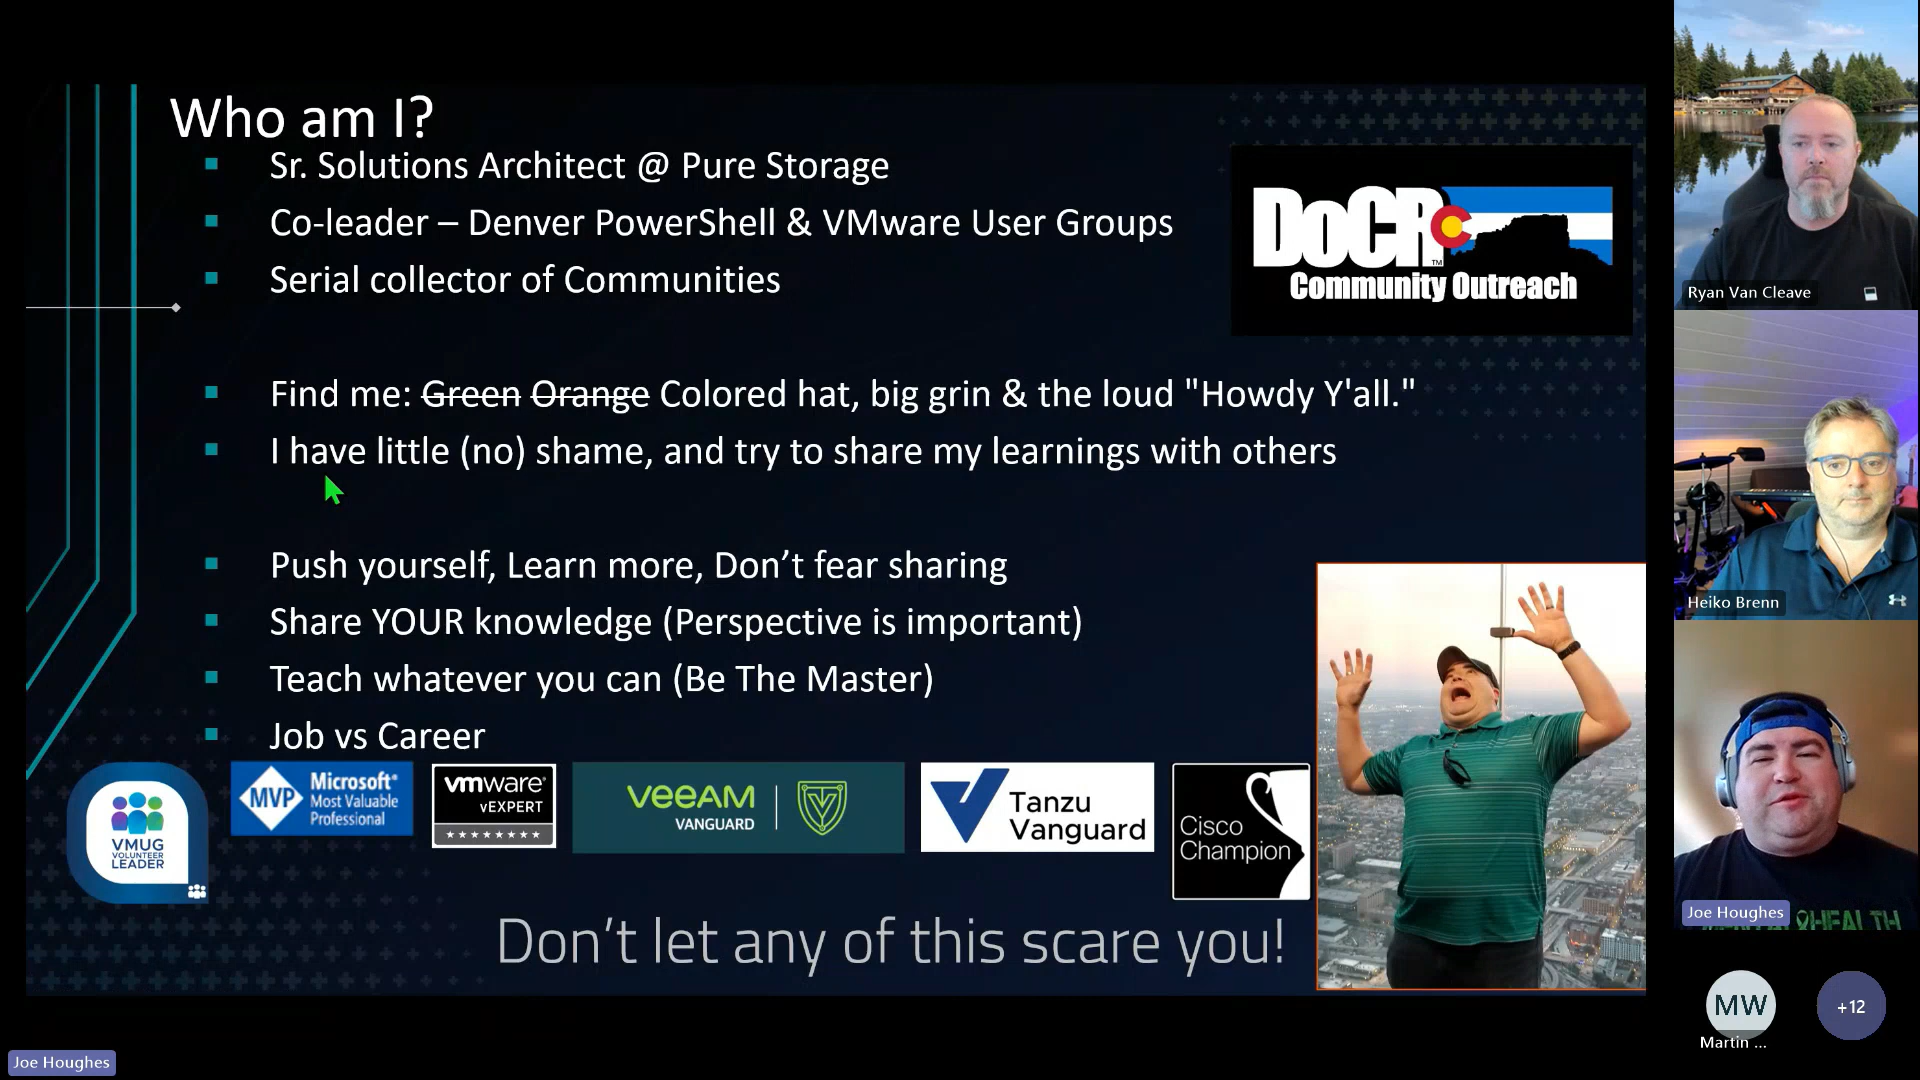 Who am I?
Sr. Solutions Architect @ Pure Storage
Co-leader – Denver PowerShell & VMware User Groups
Serial collector of Communities
DoCRC™
Community Outreach
Find me: Green Orange Colored hat, big grin & the loud "Howdy Y'all."
I have little (no) shame, and try to share my learnings with others
Push yourself, Learn more, Don’t fear sharing
Share YOUR knowledge (Perspective is important)
Teach whatever you can (Be The Master)
Job vs Career
VMUG
VOLUNTEER
LEADER
MVP
Microsoft®
Most Valuable
Professional
vmware®
vEXPERT
veeAM
VANGUARD
Tanzu
Vanguard
Cisco
Champion
Don’t let any of this scare you!
Ryan Van Cleave
Heiko Brenn
Joe Houghes
HEALTH
MW
Martin ...
+12
Joe Houghes